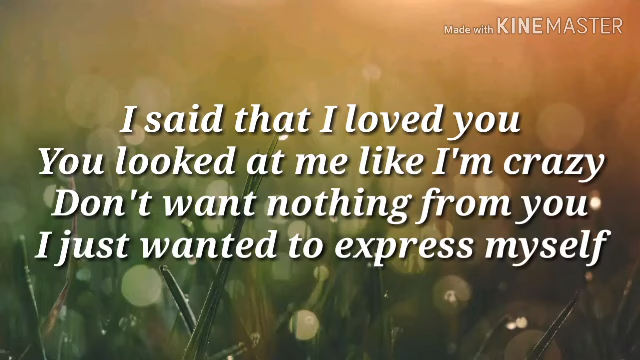 Made with KINEMASTER
I said that I loved you
You looked at me like I'm crazy
Don't want nothing from you
I just wanted to express myself